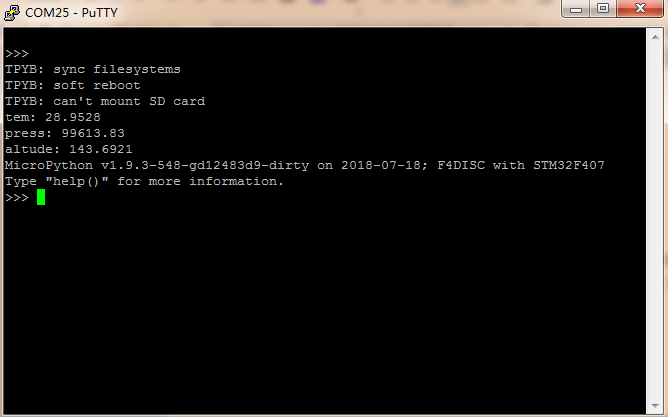 COM25 - PuTTY
>>>
TPYB: sync filesystems
TPYB: soft reboot
TPYB: can't mount SD card
tem: 28.9528
press: 99613.83
altude: 143.6921
MicroPython v1.9.3-548-gd12483d9-dirty on 2018-07-18; F4DISC with STM32F407
Type "help()" for more information.
>>>